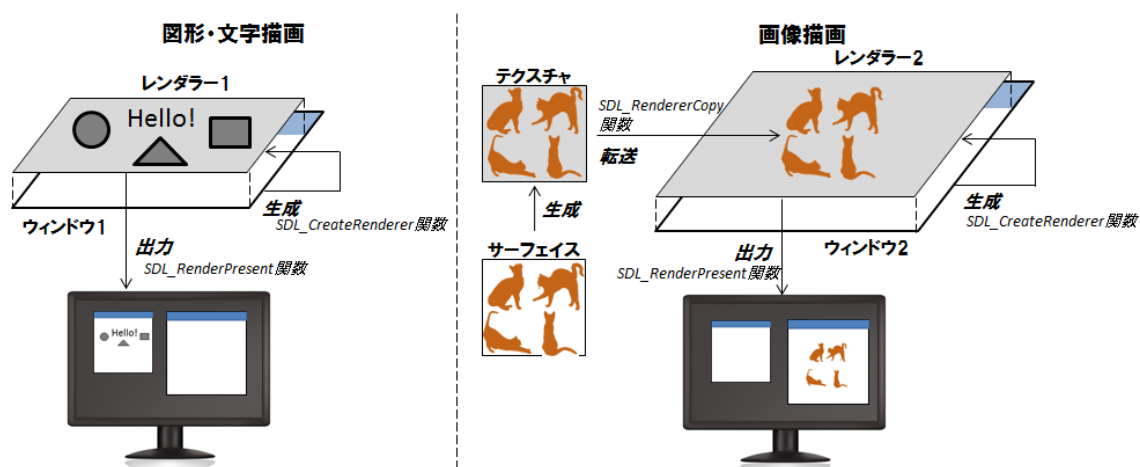 図形・文字描画
レンダラー1
Hello!
ウィンドウ1
生成
SDL_CreateRenderer関数
出力
SDL_RenderPresent関数
Hello!
画像描画
テクスチャ
レンダラー2
SDL_RendererCopy
関数
転送
生成
サーフェイス
生成
SDL_CreateRenderer関数
ウィンドウ2
出力
SDL_RenderPresent関数